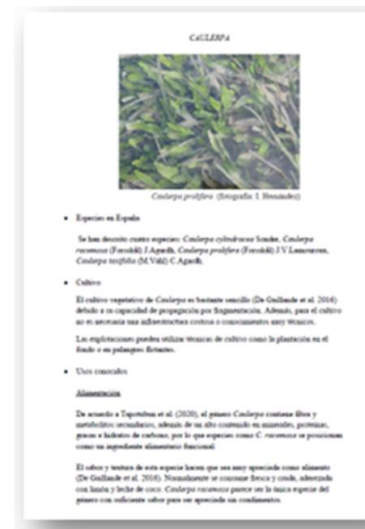 CAULERPA
Caulerpa prolifera (fotografía: I. Hernández)
• Especies en España
Se han descrito cuatro especies: Caulerpa cylindracea Sonder, Caulerpa
racemosa (Forsskål) J.Agardh, Caulerpa prolifera (Forsskål) J.V.Lamouroux,
Caulerpa taxifolia (M.Vahl) C.Agardh.
• Cultivo
El cultivo vegetativo de Caulerpa es bastante sencillo (De Gaillande et al. 2016)
debido a su capacidad de propagación por fragmentación. Además, para el cultivo
no es necesaria una infraestructura costosa o conocimientos muy técnicos.
Las explotaciones pueden utilizar técnicas de cultivo como la plantación en el
fondo o en palangres flotantes.
• Usos conocidos
Alimentación
De acuerdo a Tapotubun et al. (2020), el género Caulerpa contiene fibra y
metabolitos secundarios, además de un alto contenido en minerales, proteínas,
grasas e hidratos de carbono, por lo que especies como C. racemosa se posicionan
como un ingrediente alimentario funcional.
El sabor y textura de esta especie hacen que sea muy apreciada como alimento
(De Gaillande et al. 2016). Normalmente se consume fresca y cruda, aderezada
con limón y leche de coco. Caulerpa racemosa parece ser la única especie del
género con suficiente sabor para ser apreciada sin condimentos.